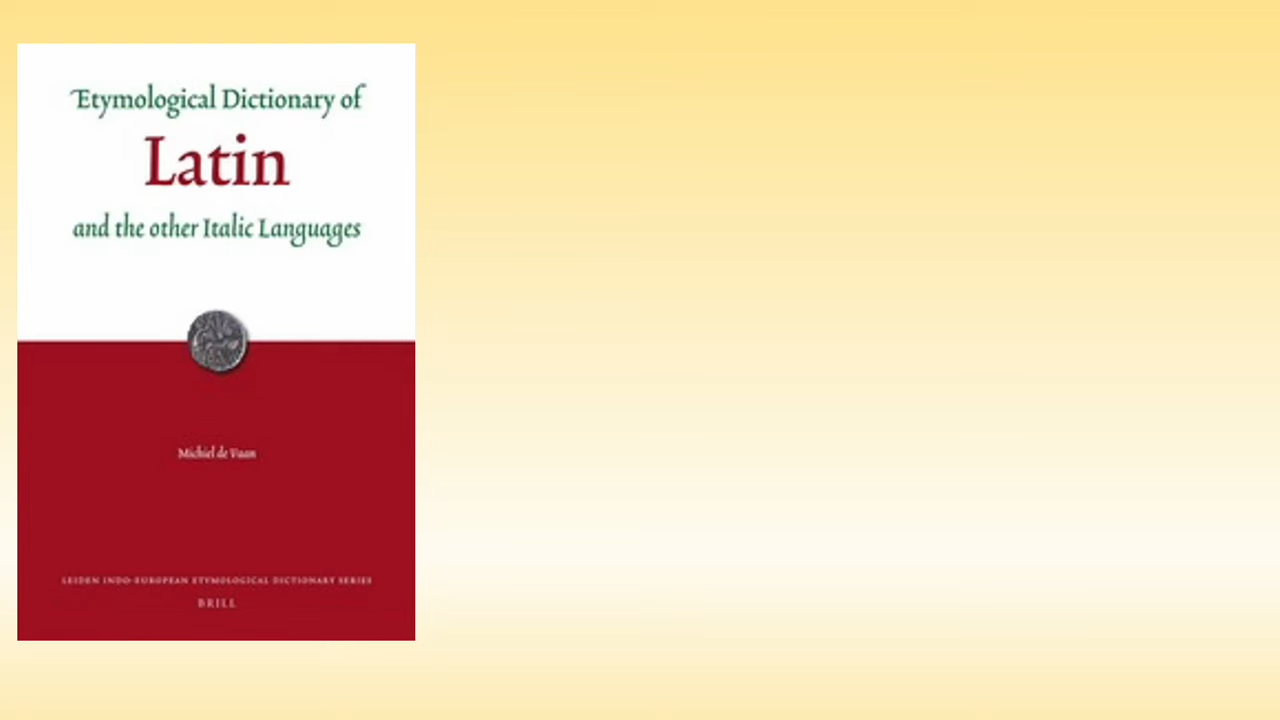 Etymological Dictionary of
Latin
and the other Italic Languages
Michiel de Vaan
LEIDEN INDO-EUROPEAN ETYMOLOGICAL DICTIONARY SERIES
BRILL